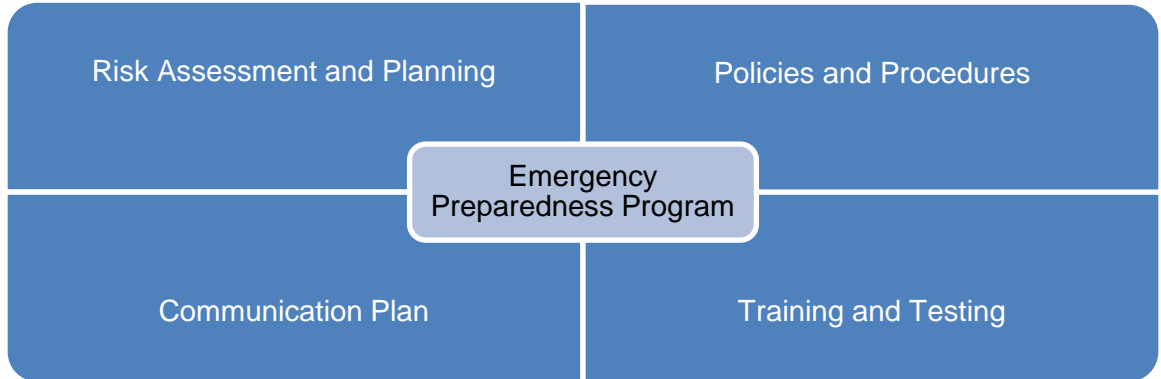 Risk Assessment and Planning
Policies and Procedures
Emergency
Preparedness Program
Communication Plan
Training and Testing